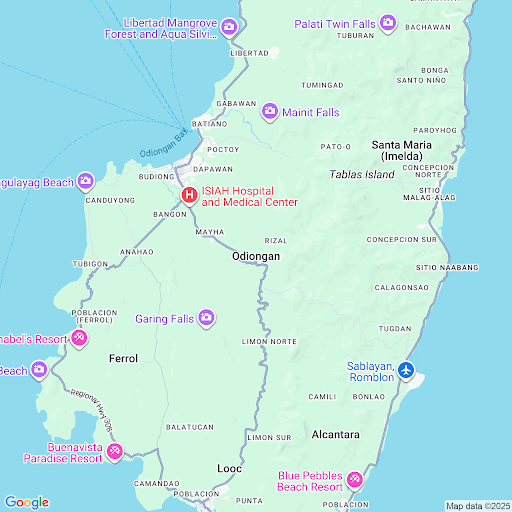 Libertad Mangrove
Forest and Aqua Silvi...
Palati Twin Falls
TUBURAN
BACHAWAN
LIBERTAD
BONGA
SANTO NIÑO
TUMINGAD
GABAWAN
Mainit Falls
BATIANO
PAROYHOG
Odiongan Bay
POCTOY
PATO-O
Santa Maria
(Imelda)
DAPAWAN
Tablas Island
CONCEPCION
NORTE
BUDIONG
ngulayag Beach
ISIAH Hospital
and Medical Center
SITIO
MALAG-ALAG
CANDUYONG
BANGON
MAYHA
RIZAL
CONCEPCION SUR
ANAHAO
Odiongan
TUBIGON
SITIO NAABANG
CALAGONSAO
POBLACION
(FERROL)
Garing Falls
TUGDAN
nabel's Resort
LIMON NORTE
Ferrol
Beach
Sablayan,
Romblon
Regional Hwy 308
CAMILI
BONLAO
BALATUCAN
LIMON SUR
Alcantara
Buenavista
Paradise Resort
Looc
Blue Pebbles
Beach Resort
CAMANDAO
POBLACION
PUNTA
POBLACION
Google
Map data ©2025